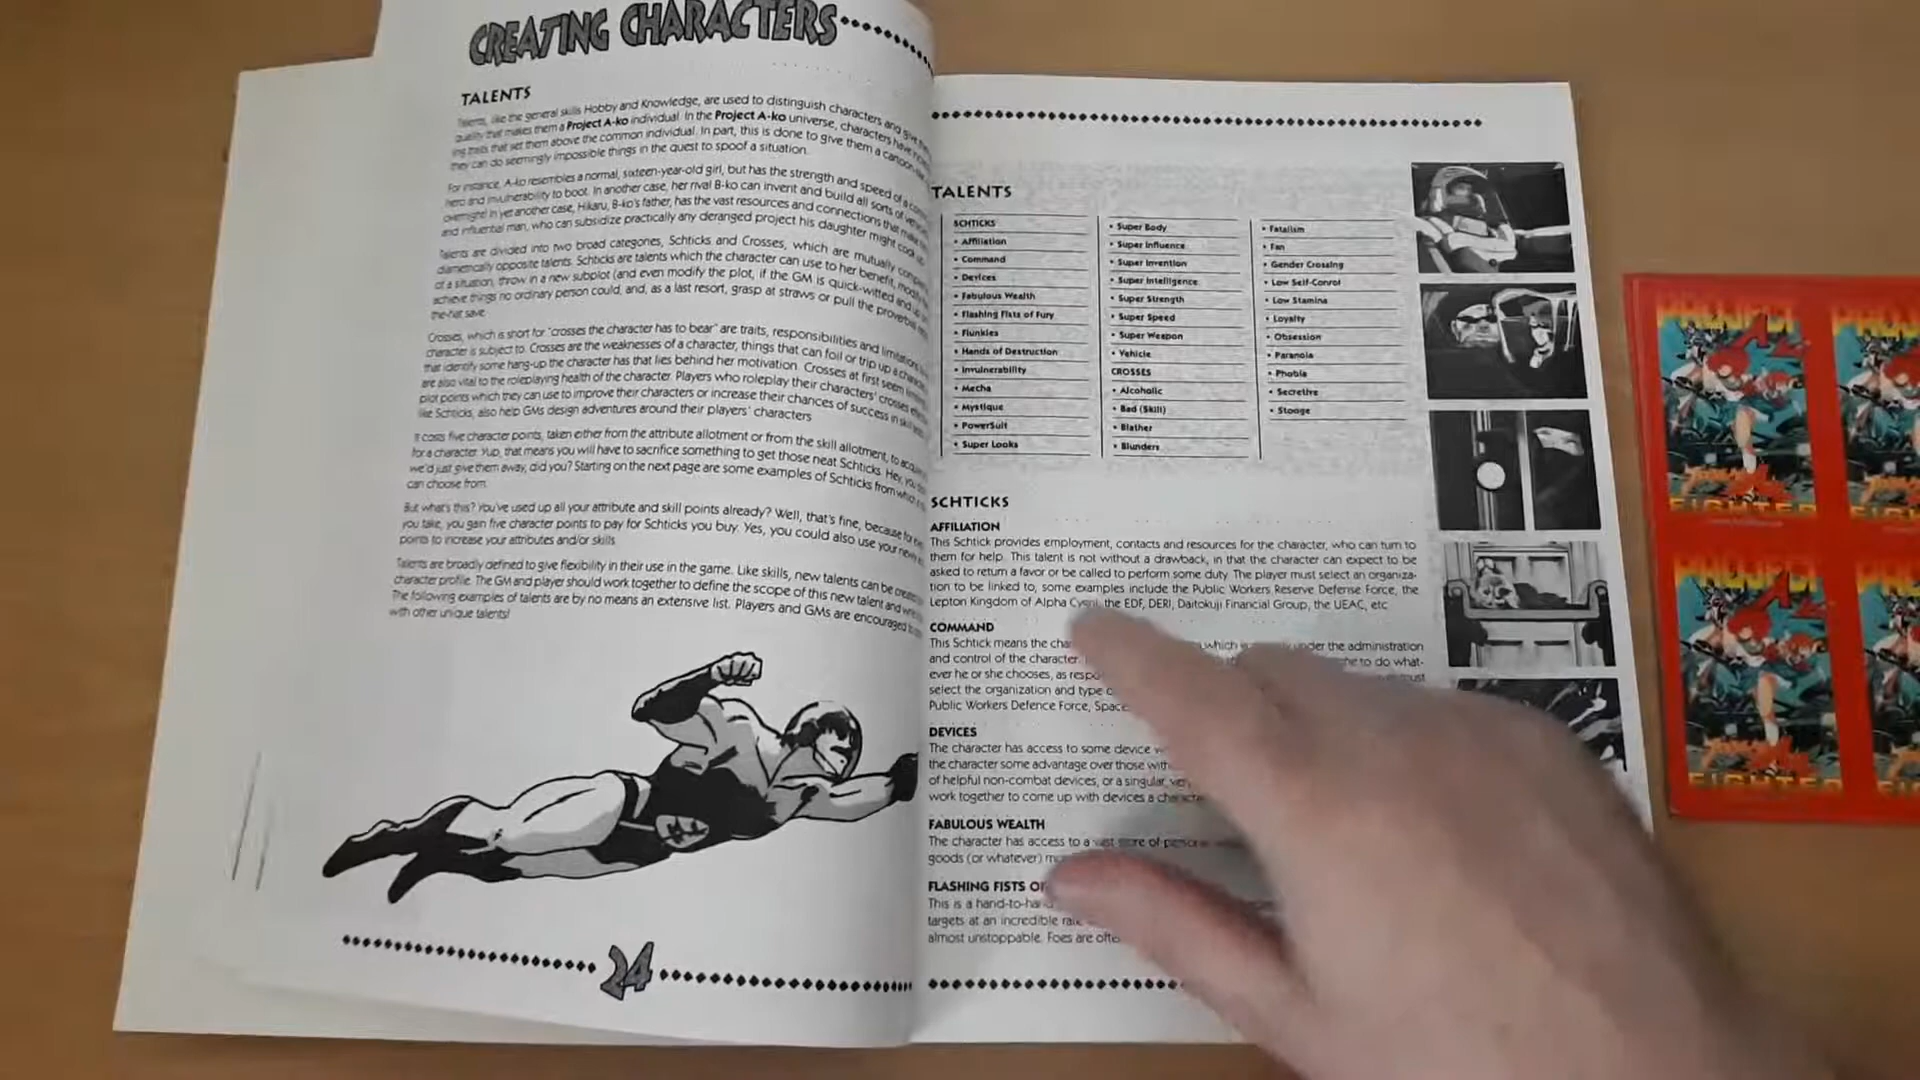 CREATING CHARACTERS
TALENTS
Talents, like the general skills Hobby and Knowledge, are used to distinguish characters and give
quality that makes them a Project A-ko individual. In the Project A-ko universe, characters have
ing traits that set them above the common individual. In part, this is done to give them a cartoon
they can do seemingly impossible things in the quest to spoof a situation.
For instance, A-ko resembles a normal, sixteen-year-old girl, but has the strength and speed of a
hero and invulnerability to boot. In another case, her rival B-ko can invent and build all sorts of
overnight! In yet another case, Hikaru, B-ko's father, has the vast resources and connections that make
and influential man, who can subsidize practically any deranged project his daughter might cook
Talents are divided into two broad categories, Schticks and Crosses, which are mutually
diametrically opposite talents. Schticks are talents which the character can use to her benefit,
of a situation, throw in a new subplot (and even modify the plot, if the GM is quick-witted and
achieve things no ordinary person could, and, as a last resort, grasp at straws or pull the proverbial
the-hat save.
Crosses, which is short for "crosses the character has to bear" are traits, responsibilities and
character is subject to. Crosses are the weaknesses of a character, things that can foil or trip up a
that identify some hang-up the character has that lies behind her motivation. Crosses at first seem
are also vital to the roleplaying health of the character. Players who roleplay their characters' crosses
plot points which they can use to improve their characters or increase their chances of success in skill
like Schticks, also help GMs design adventures around their players' characters
It costs five character points, taken either from the attribute allotment or from the skill allotment, to
for a character. Yup, that means you will have to sacrifice something to get those neat Schticks. Hey, you
we'd just give them away, did you? Starting on the next page are some examples of Schticks from which
can choose from.
But what's this? You've used up all your attribute and skill points already? Well, that's fine, because for
you take, you gain five character points to pay for Schticks you buy. Yes, you could also use your
points to increase your attributes and/or skills.
Talents are broadly defined to give flexibility in their use in the game. Like skills, new talents can be
character profile. The GM and player should work together to define the scope of this new talent and
The following examples of talents are by no means an extensive list. Players and GMs are encouraged to
with other unique talents!
24
TALENTS
SCHTICKS
• Affiliation
• Command
• Devices
• Fabulous Wealth
• Flashing Fists of Fury
• Flunkies
• Hands of Destruction
• Invulnerability
• Mecha
• Mystique
• PowerSuit
• Super Looks
• Super Body
• Super Influence
• Super Invention
• Super Intelligence
• Super Strength
• Super Speed
• Super Weapon
• Vehicle
CROSSES
• Alcoholic
• Bad (Skill)
• Blather
• Blunders
• Fatalism
• Fan
• Gender Crossing
• Low Self-Conrol
• Low Stamina
• Loyalty
• Obsession
• Paranoia
• Phobia
• Secretive
• Stooge
SCHTICKS
AFFILIATION
This Schtick provides employment, contacts and resources for the character, who can turn to
them for help. This talent is not without a drawback, in that the character can expect to be
asked to return a favor or be called to perform some duty. The player must select an organiza-
tion to be linked to, some examples include the Public Workers Reserve Defense Force, the
Lepton Kingdom of Alpha Cygni, the EDF, DERI, Daitokuji Financial Group, the UEAC, etc
COMMAND
This Schtick means the cha which under the administration
and control of the character. to do what-
ever he or she chooses, as respo must
select the organization and type o
Public Workers Defence Force, Space
DEVICES
The character has access to some device w
the character some advantage over those with
of helpful non-combat devices, or a singular, very
work together to come up with devices a character
FABULOUS WEALTH
The character has access to a vast store of personal
goods (or whatever)
FLASHING FISTS OF
This is a hand-to-hand
targets at an incredible rate
almost unstoppable. Foes are ofte
PROJECT
FIGHTER
PROJECT
FIGHTER